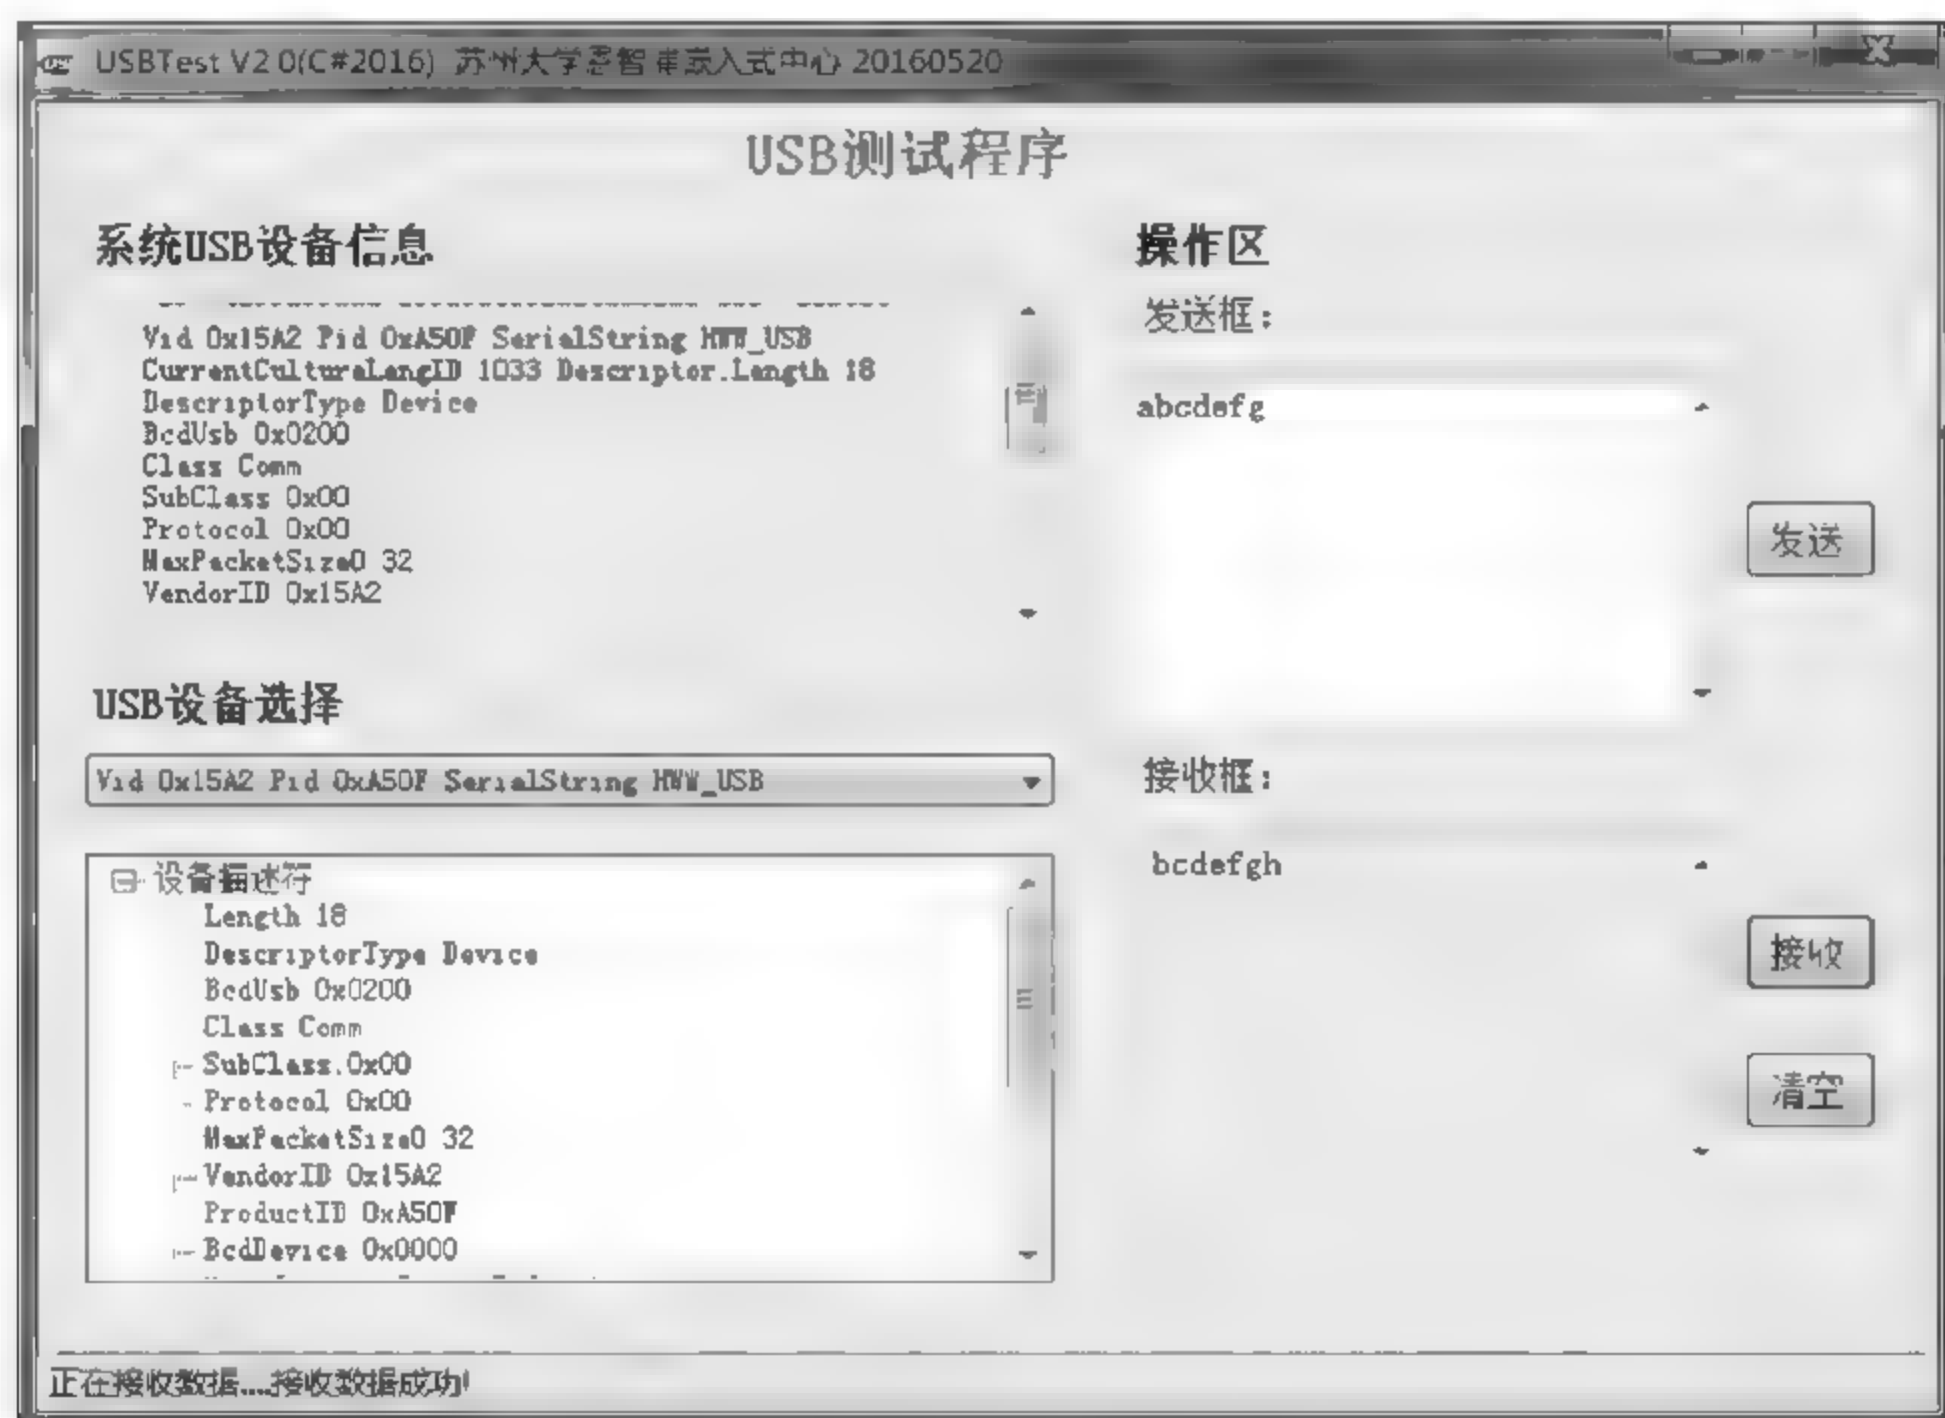 USBTest V2 0(C#2016) 苏州大学恩智浦嵌入式中心 20160520
USB测试程序
系统USB设备信息
Vid 0x15A2 Pid 0xA50F SerialString HWW_USB
CurrentCultureLangID 1033 Descriptor.Length 18
DescriptorType Device
BcdUsb 0x0200
Class Comm
SubClass 0x00
Protocol 0x00
MaxPacketSize0 32
VendorID 0x15A2
USB设备选择
Vid 0x15A2 Pid 0xA50F SerialString HWW_USB
设备描述符
Length 18
DescriptorType Device
BcdUsb 0x0200
Class Comm
SubClass.0x00
Protocol 0x00
MaxPacketSize0 32
VendorID 0x15A2
ProductID 0xA50F
BcdDevice 0x0000
操作区
发送框:
abcdefg
发送
接收框:
bcdefgh
接收
清空
正在接收数据....接收数据成功!